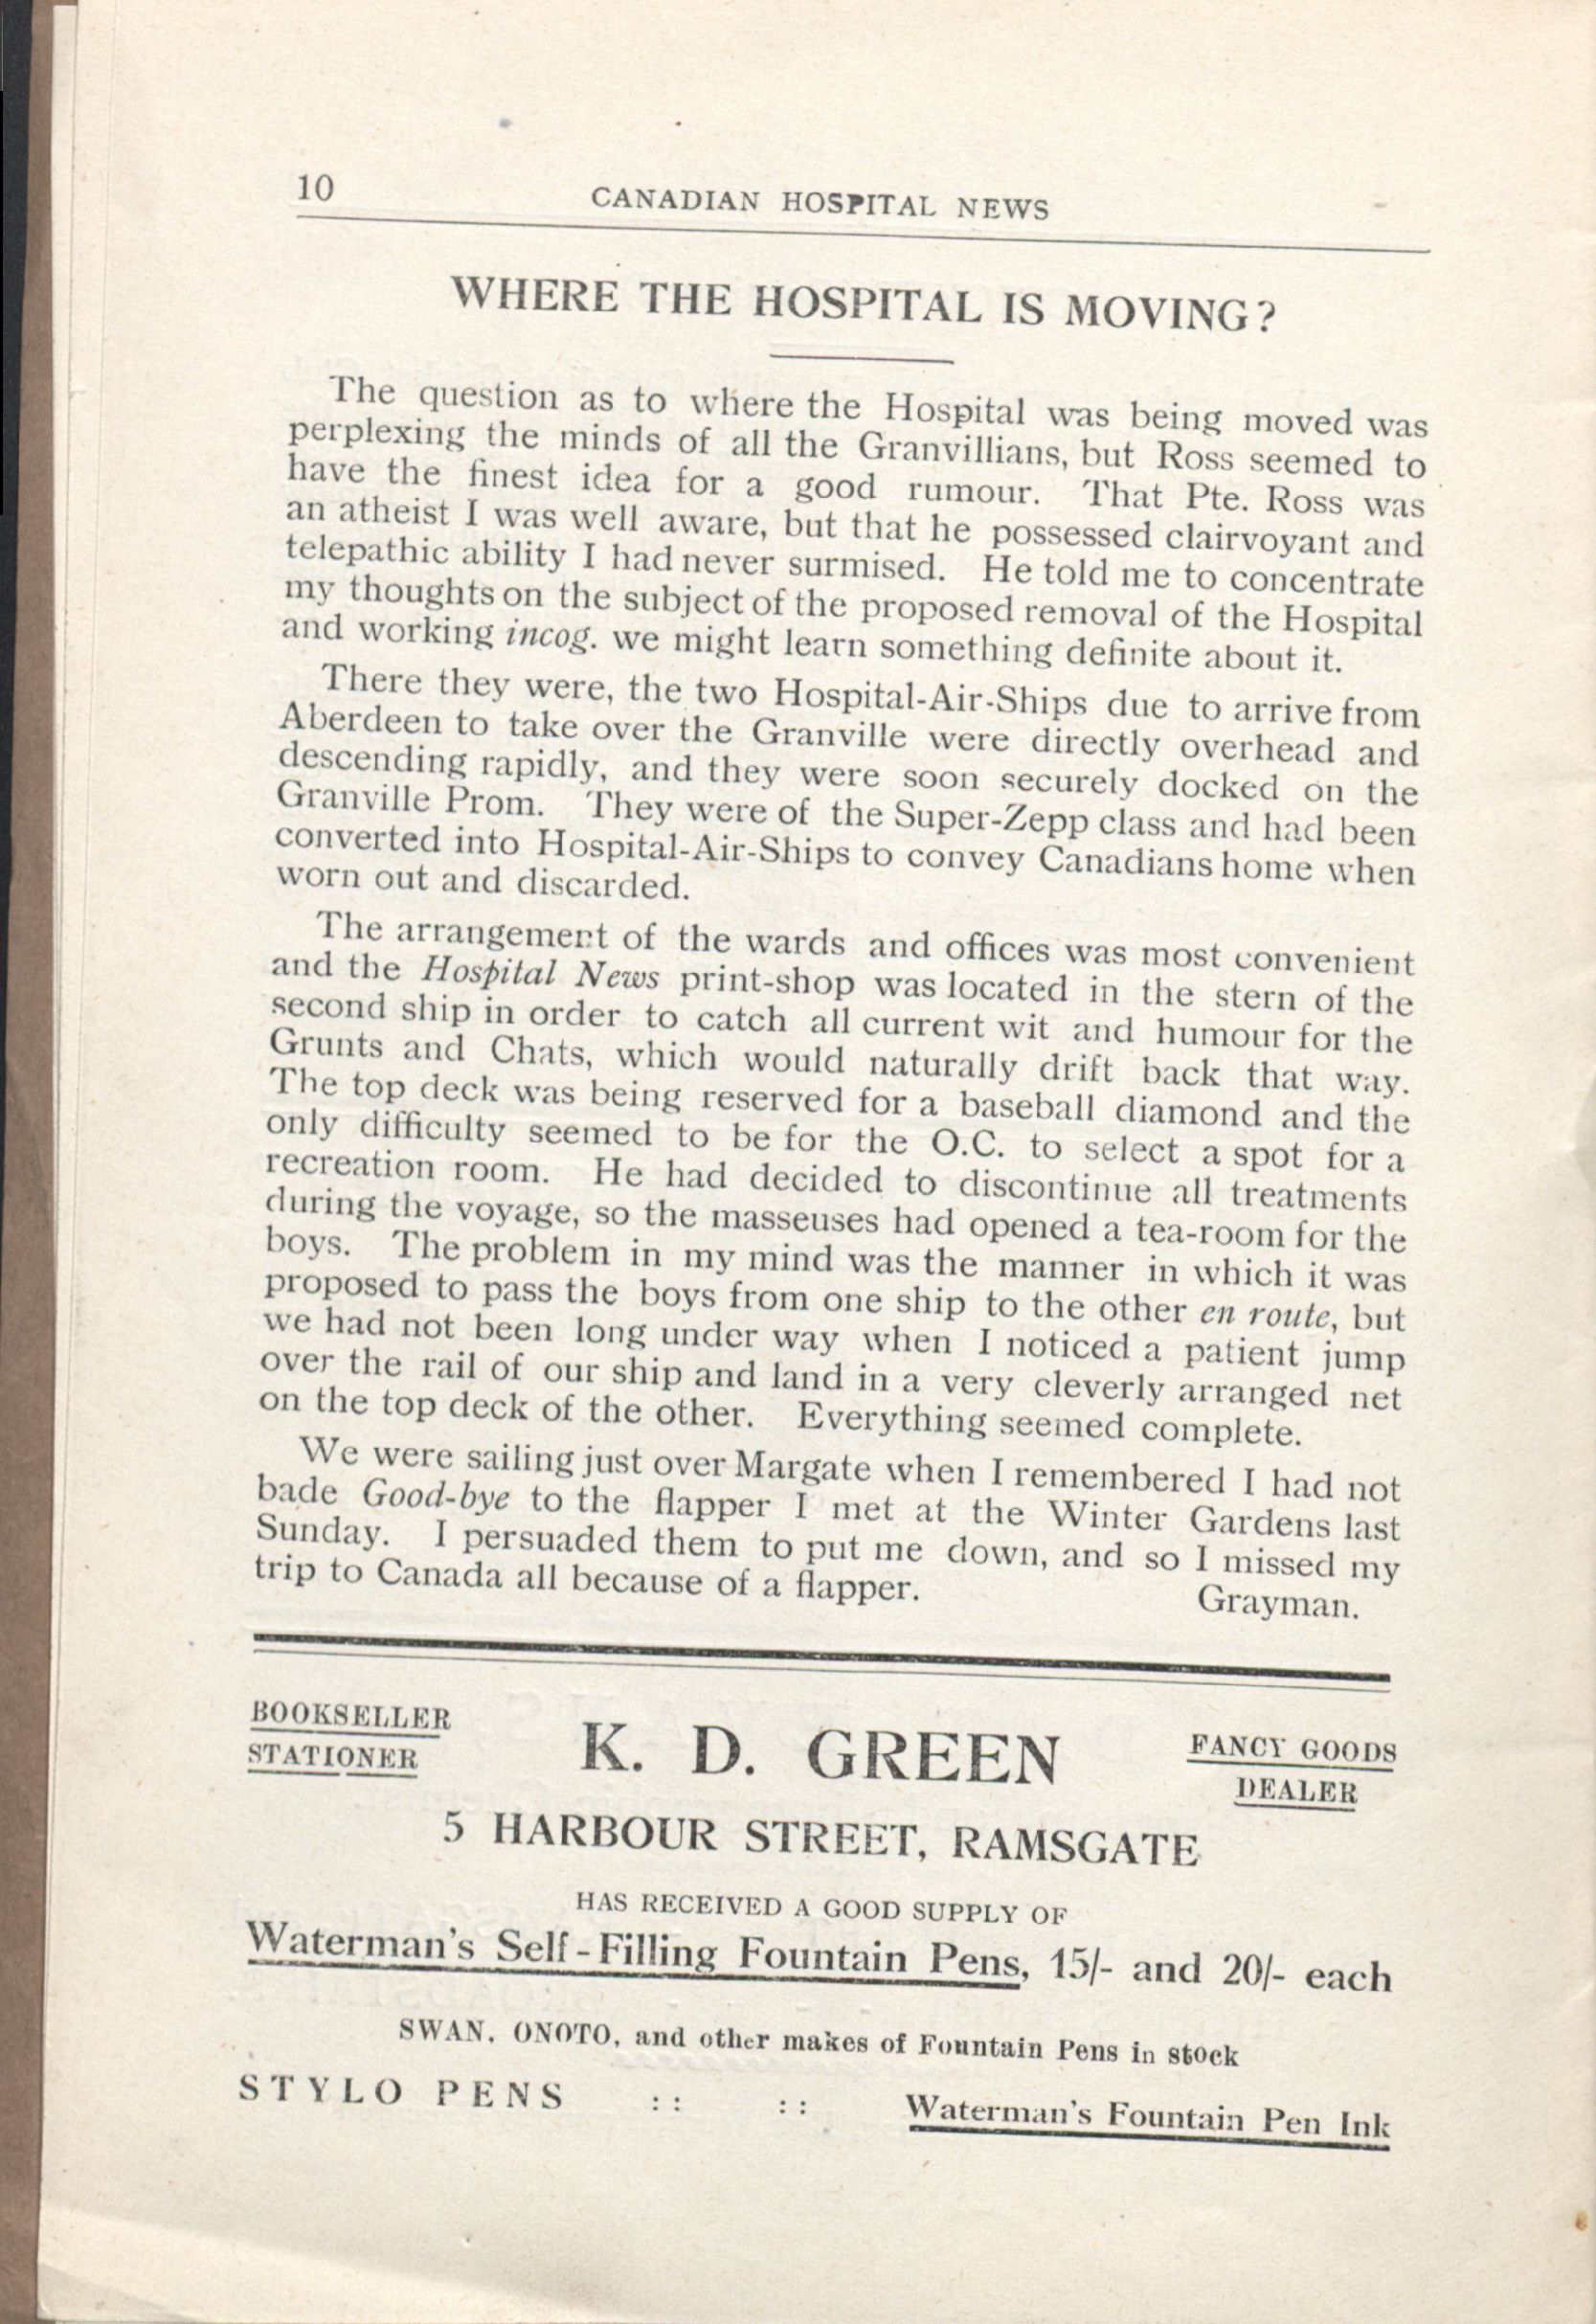 10
CANADIAN HOSPITAL NEWS
WHERE THE HOSPITAL IS MOVING?
The question as to where the Hospital was being moved was
perplexing the minds of all the Granvillians, but Ross seemed to
have the finest idea for a good rumour. That Pte. Ross was
an atheist I was well aware, but that he possessed clairvoyant and
telepathic ability I had never surmised. He told me to concentrate
my thoughts on the subject of the proposed removal of the Hospital
and working incog. we might learn something definite about it.
There they were, the two Hospital-Air-Ships due to arrive from
Aberdeen to take over the Granville were directly overhead and
descending rapidly, and they were soon securely docked on the
Granville Prom. They were of the Super-Zepp class and had been
converted into Hospital-Air-Ships to convey Canadians home when
worn out and discarded.
The arrangement of the wards and offices was most convenient
and the Hospital News print-shop was located in the stern of the
second ship in order to catch all current wit and humour for the
Grunts and Chats, which would naturally drift back that way.
The top deck was being reserved for a baseball diamond and the
only difficulty seemed to be for the O.C. to select a spot for a
recreation room. He had decided to discontinue all treatments
during the voyage, so the masseuses had opened a tea-room for the
boys. The problem in my mind was the manner in which it was
proposed to pass the boys from one ship to the other en route, but
we had not been long under way when I noticed a patient jump
over the rail of our ship and land in a very cleverly arranged net
on the top deck of the other. Everything seemed complete.
We were sailing just over Margate when I remembered I had not
bade Good-bye to the flapper I met at the Winter Gardens last
Sunday. I persuaded them to put me down, and so I missed my
trip to Canada all because of a flapper.
Grayman.
BOOKSELLER
STATIONER
K. D. GREEN
FANCY GOODS
DEALER
5 HARBOUR STREET, RAMSGATE
HAS RECEIVED A GOOD SUPPLY OF
Waterman's Self-Filling Fountain Pens, 15/- and 20/- each
SWAN, ONOTO, and other makes of Fountain Pens in stock
STYLO PENS :: :: Waterman's Fountain Pen Ink